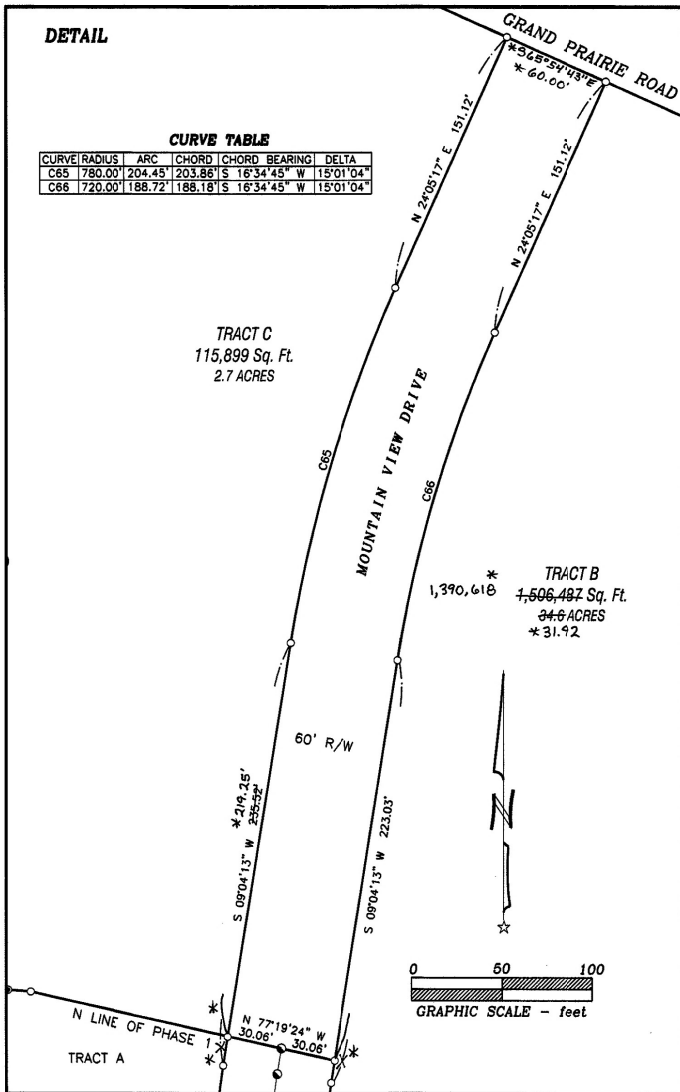 DETAIL
GRAND PRAIRIE ROAD
*S65°54'43"E
*60.00'
CURVE TABLE
CURVE RADIUS ARC CHORD CHORD BEARING DELTA
C65 780.00' 204.45' 203.86' S 16°34'45" W 15°01'04"
C66 720.00' 188.72' 188.18' S 16°34'45" W 15°01'04"
N 24°05'17" E 151.12'
N 24°05'17" E 151.12'
TRACT C
115,899 Sq. Ft.
2.7 ACRES
MOUNTAIN VIEW DRIVE
C65
C66
*
1,390,618
TRACT B
1,506,487 Sq. Ft.
34.6 ACRES
*31.92
60' R/W
*219.25'
S 09°04'13" W 235.52'
S 09°04'13" W 223.03'
N
0 50 100
GRAPHIC SCALE - feet
N LINE OF PHASE 1
N 77°19'24" W
30.06' 30.06'
*
*
*
TRACT A